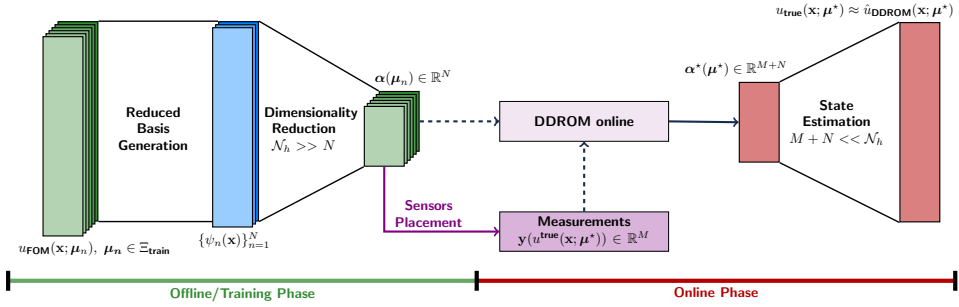 u_true(x; μ*) ≈ û_DDROM(x; μ*)
α(μ_n) ∈ ℝ^N
α*(μ*) ∈ ℝ^{M+N}
Reduced
Basis
Generation
Dimensionality
Reduction
𝒩_h >> N
DDROM online
State
Estimation
M + N << 𝒩_h
Sensors
Placement
Measurements
y(u^true(x; μ*)) ∈ ℝ^M
u_FOM(x; μ_n), μ_n ∈ Ξ_train
{ψ_n(x)}_{n=1}^N
Offline/Training Phase
Online Phase